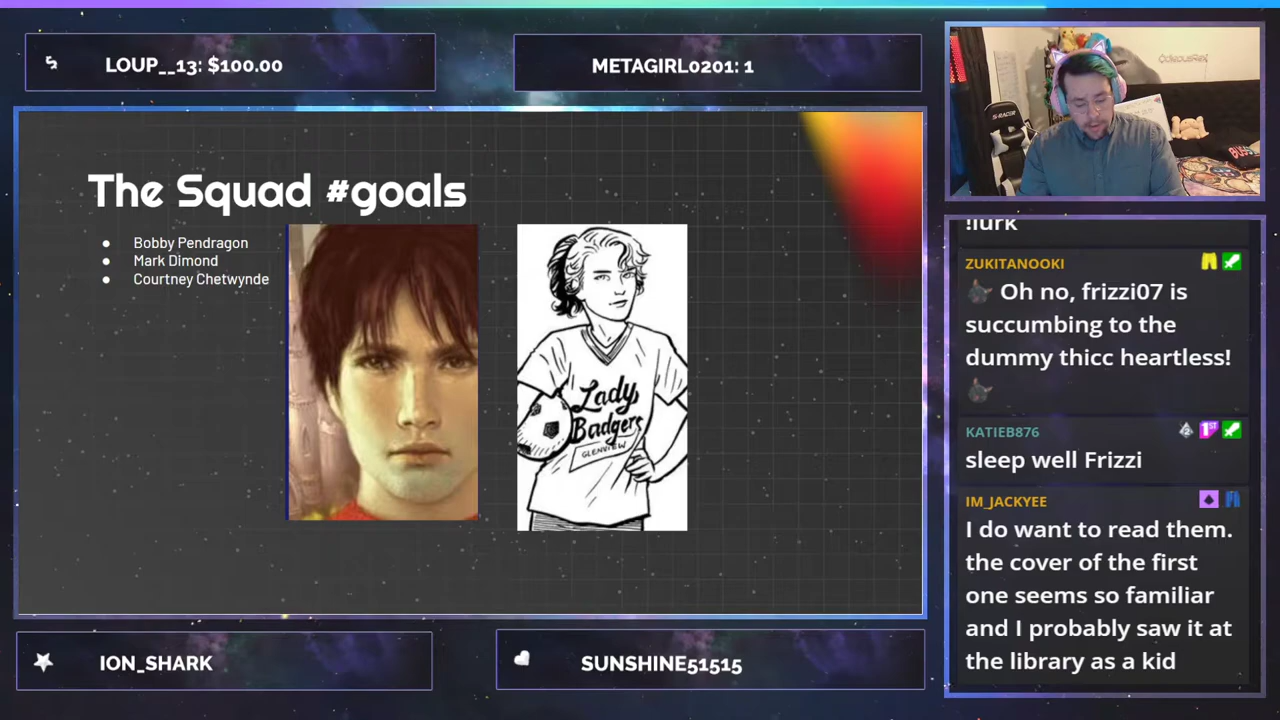 LOUP__13: $100.00
METAGIRL0201: 1
The Squad #goals
● Bobby Pendragon
● Mark Dimond
● Courtney Chetwynde
Lady
Badgers
GLENVIEW
S-RACER
!lurk
ZUKITANOOKI
Oh no, frizzi07 is
succumbing to the
dummy thicc heartless!
KATIEB876
2
1ST
sleep well Frizzi
IM_JACKYEE
I do want to read them.
the cover of the first
one seems so familiar
and I probably saw it at
the library as a kid
ION_SHARK
SUNSHINE51515